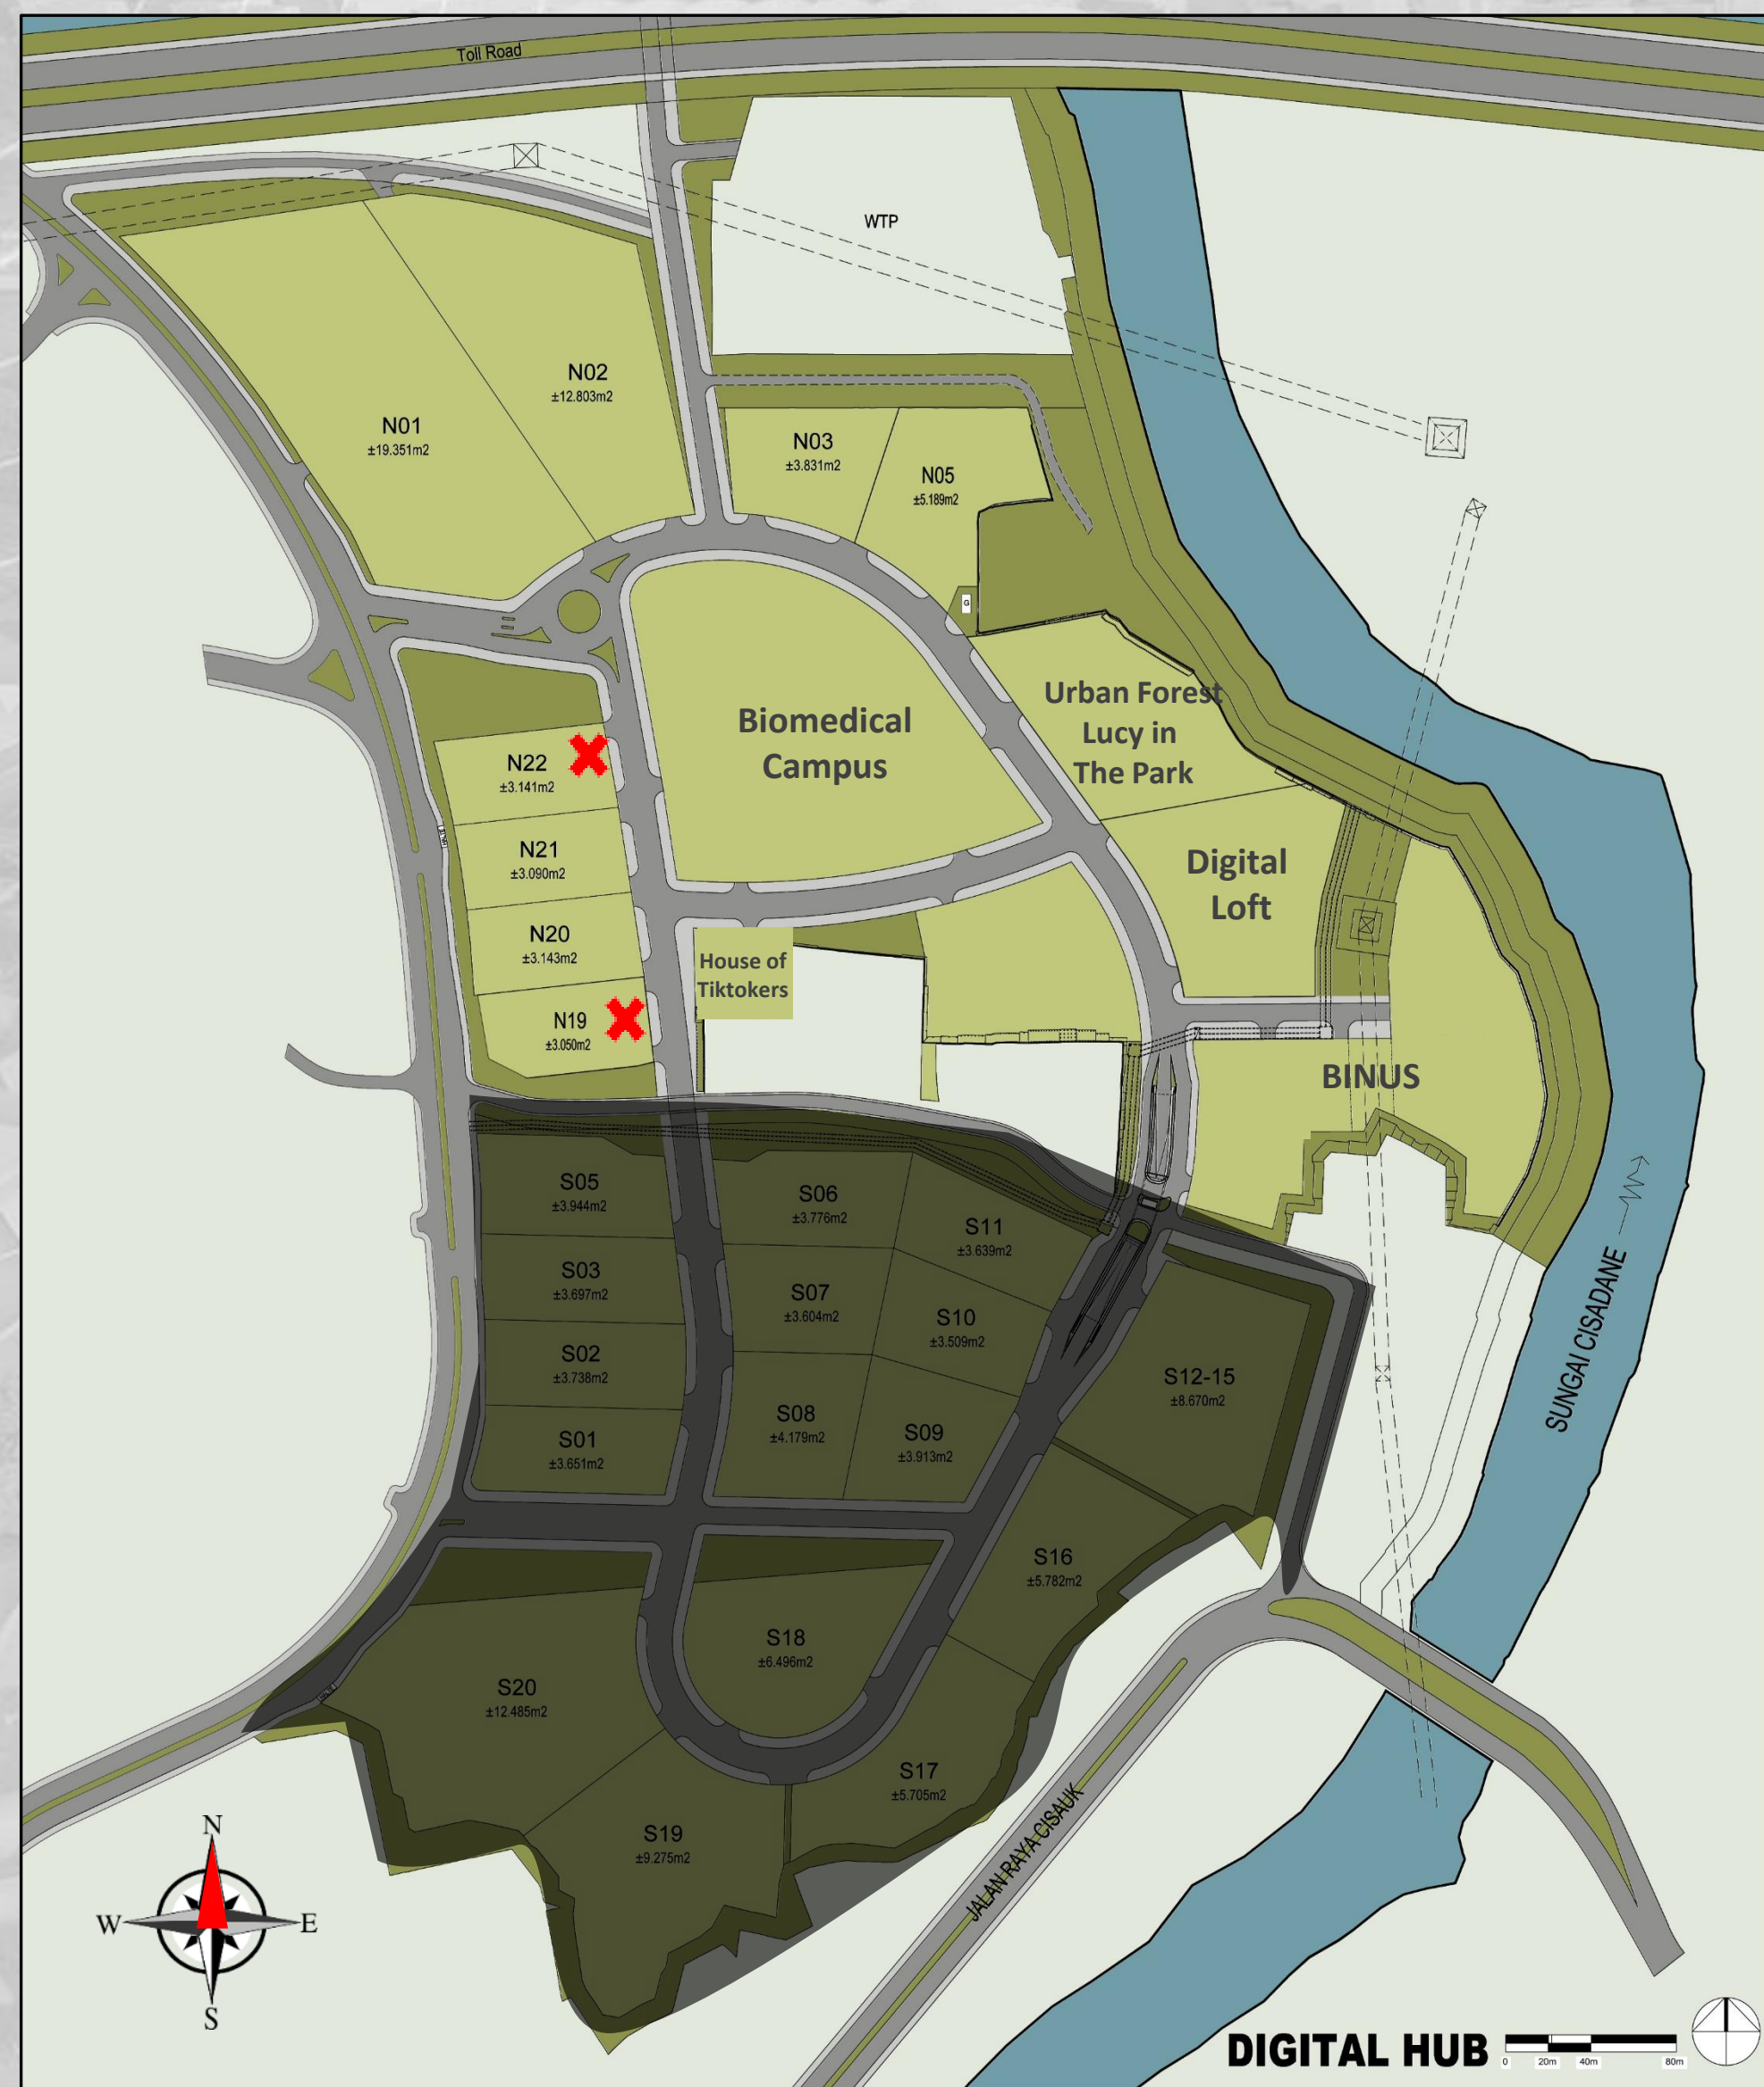 Toll Road
WTP
N02
±12.803m2
N01
±19.351m2
N03
±3.831m2
N05
±5.189m2
G
Urban Forest
Lucy in
The Park
Biomedical
Campus
N22
±3.141m2
N21
±3.090m2
Digital
Loft
N20
±3.143m2
House of
Tiktokers
N19
±3.050m2
BINUS
S05
±3.944m2
S06
±3.776m2
S11
±3.639m2
S03
±3.697m2
S07
±3.604m2
S10
±3.509m2
SUNGAI CISADANE
S02
±3.738m2
S12-15
±8.670m2
S01
±3.651m2
S08
±4.179m2
S09
±3.913m2
S16
±5.782m2
S18
±6.496m2
S20
±12.485m2
S17
±5.705m2
S19
±9.275m2
JALAN RAYA CISAUK
N
W
E
S
DIGITAL HUB
0 20m 40m 80m